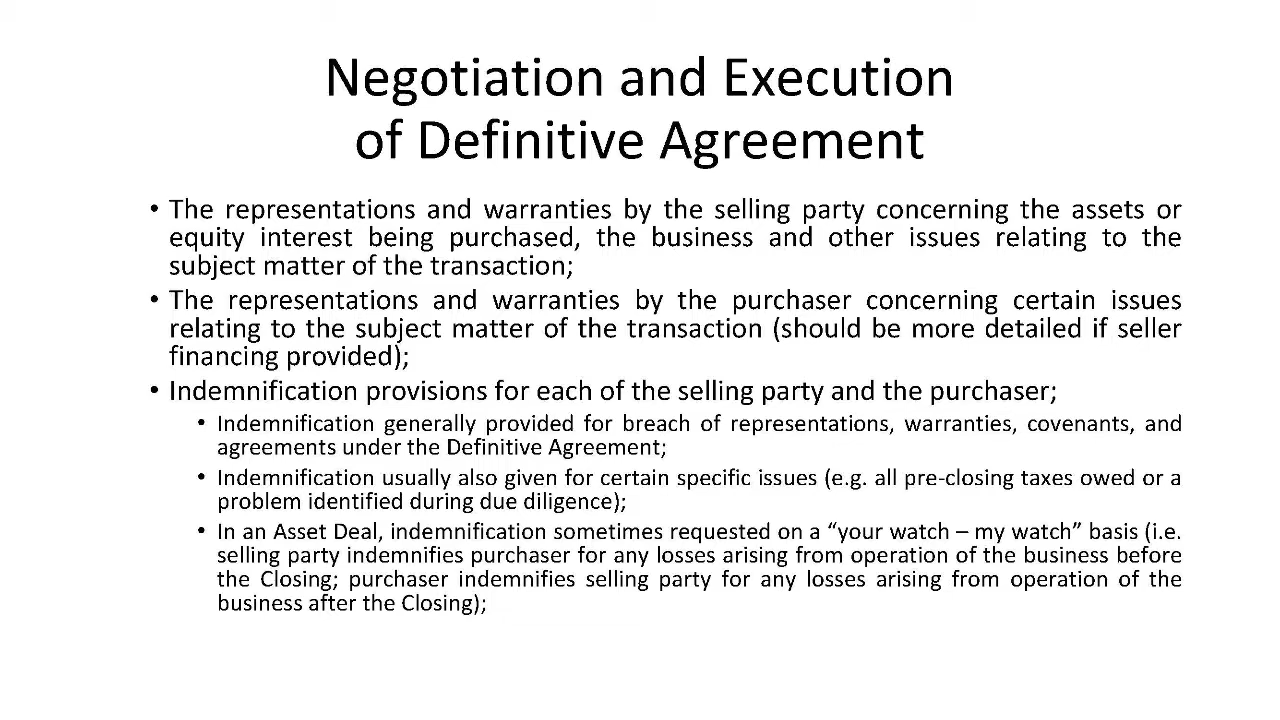 Negotiation and Execution
of Definitive Agreement
• The representations and warranties by the selling party concerning the assets or
equity interest being purchased, the business and other issues relating to the
subject matter of the transaction;
• The representations and warranties by the purchaser concerning certain issues
relating to the subject matter of the transaction (should be more detailed if seller
financing provided);
• Indemnification provisions for each of the selling party and the purchaser;
• Indemnification generally provided for breach of representations, warranties, covenants, and
agreements under the Definitive Agreement;
• Indemnification usually also given for certain specific issues (e.g. all pre-closing taxes owed or a
problem identified during due diligence);
• In an Asset Deal, indemnification sometimes requested on a “your watch – my watch” basis (i.e.
selling party indemnifies purchaser for any losses arising from operation of the business before
the Closing; purchaser indemnifies selling party for any losses arising from operation of the
business after the Closing);